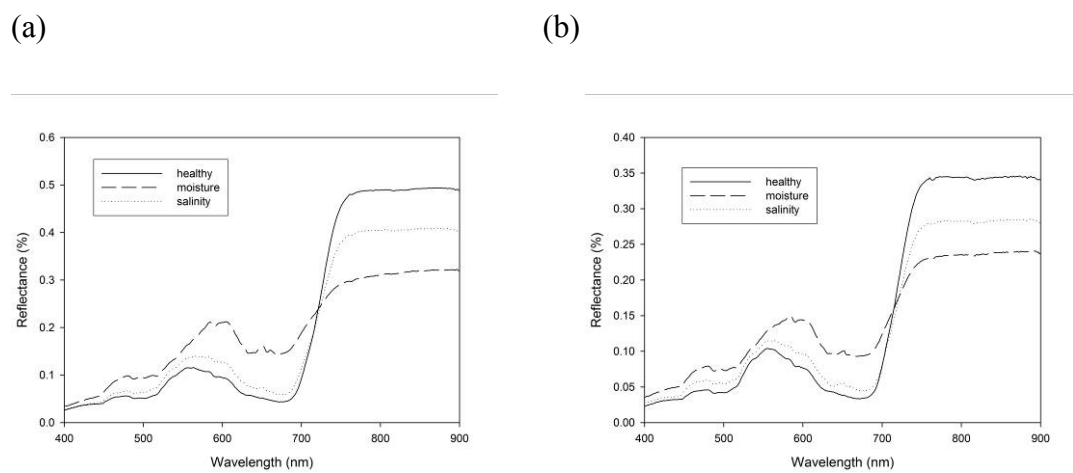 (a)
(b)
0.6
0.5
0.4
0.3
0.2
0.1
0.0
Reflectance (%)
healthy
moisture
salinity
400
500
600
700
800
900
Wavelength (nm)
0.40
0.35
0.30
0.25
0.20
0.15
0.10
0.05
0.00
Reflectance (%)
healthy
moisture
salinity
400
500
600
700
800
900
Wavelength (nm)